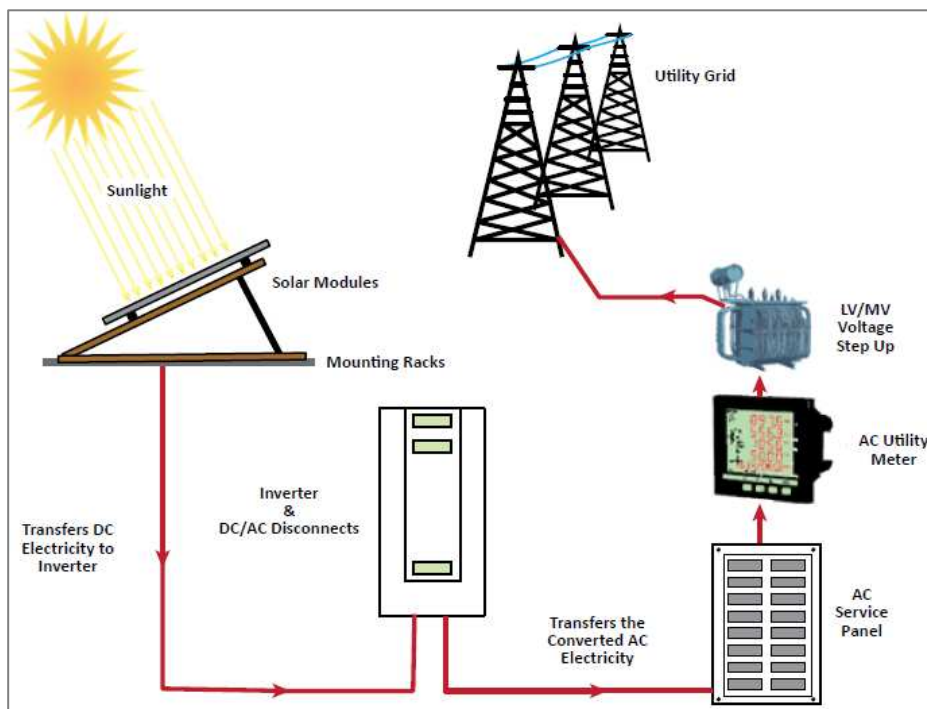 Utility Grid
Sunlight
Solar Modules
Mounting Racks
LV/MV
Voltage
Step Up
AC Utility
Meter
Inverter
&
DC/AC Disconnects
Transfers DC
Electricity to
Inverter
Transfers the
Converted AC
Electricity
AC
Service
Panel